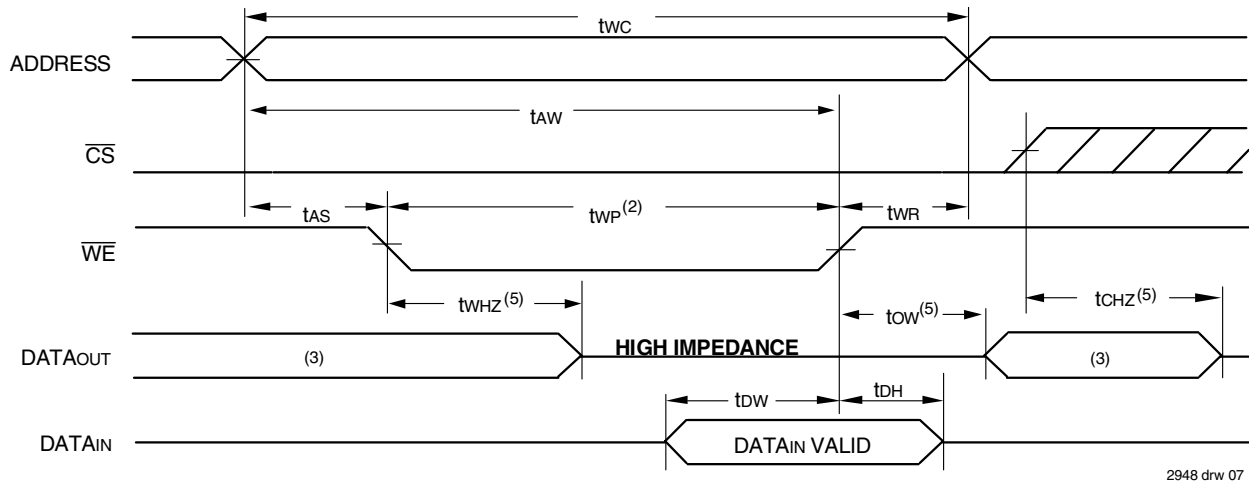 tWC
ADDRESS
tAW
CS
tAS
tWP(2)
tWR
WE
tWHZ(5)
tOW(5)
tCHZ(5)
DATAOUT
(3)
HIGH IMPEDANCE
(3)
tDW
tDH
DATAIN
DATAIN VALID
2948 drw 07